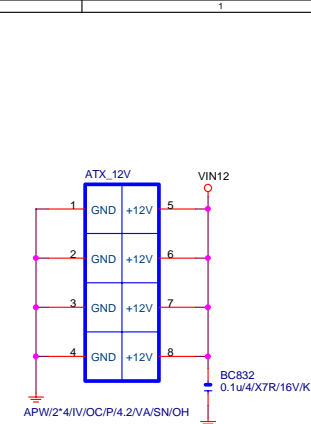 1
ATX_12V
VIN12
1 GND +12V 5
2 GND +12V 6
3 GND +12V 7
4 GND +12V 8
BC832
0.1u/4/X7R/16V/K
APW/2*4/IV/OC/P/4.2/VA/SN/OH